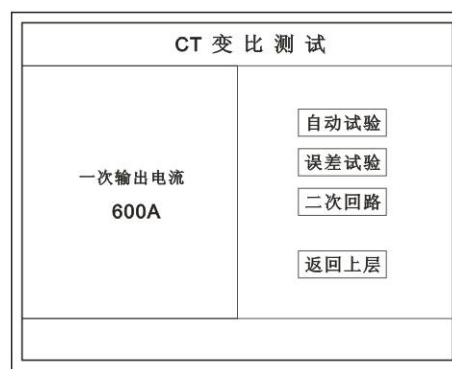 CT 变比测试
一次输出电流
600A
自动试验
误差试验
二次回路
返回上层